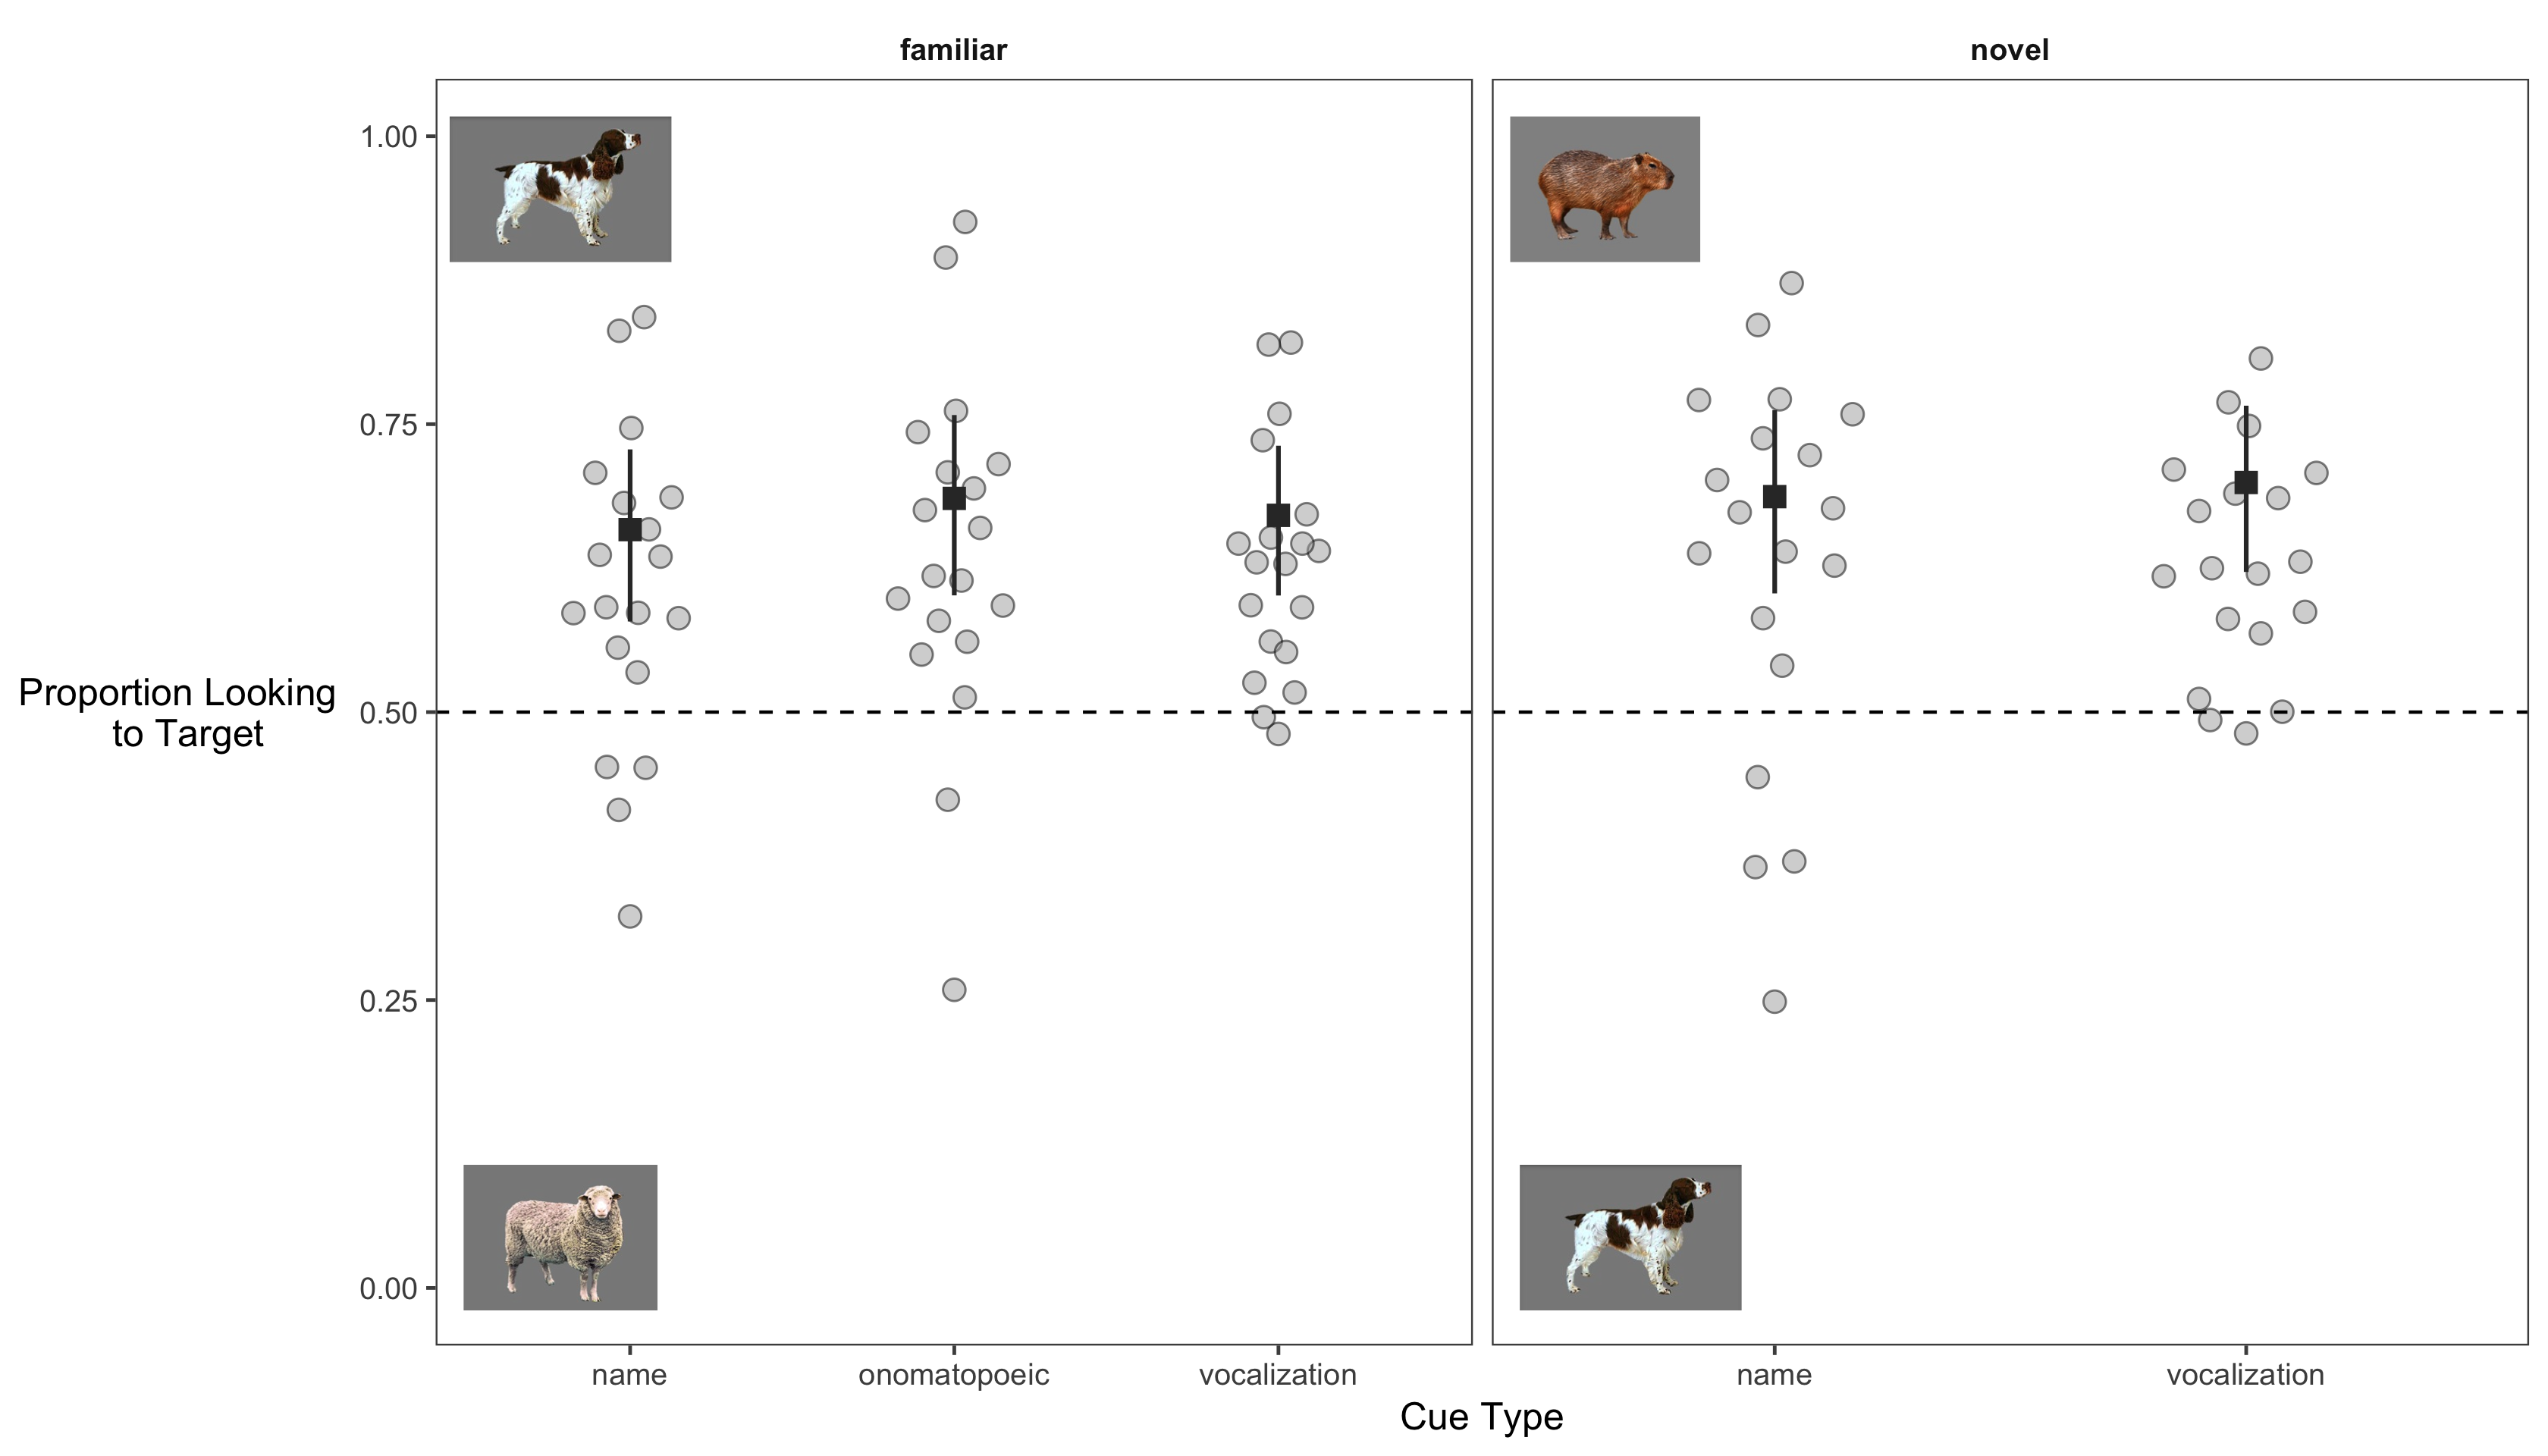 familiar
novel
1.00
0.75
0.50
0.25
0.00
Proportion Looking
to Target
name
onomatopoeic
vocalization
name
vocalization
Cue Type